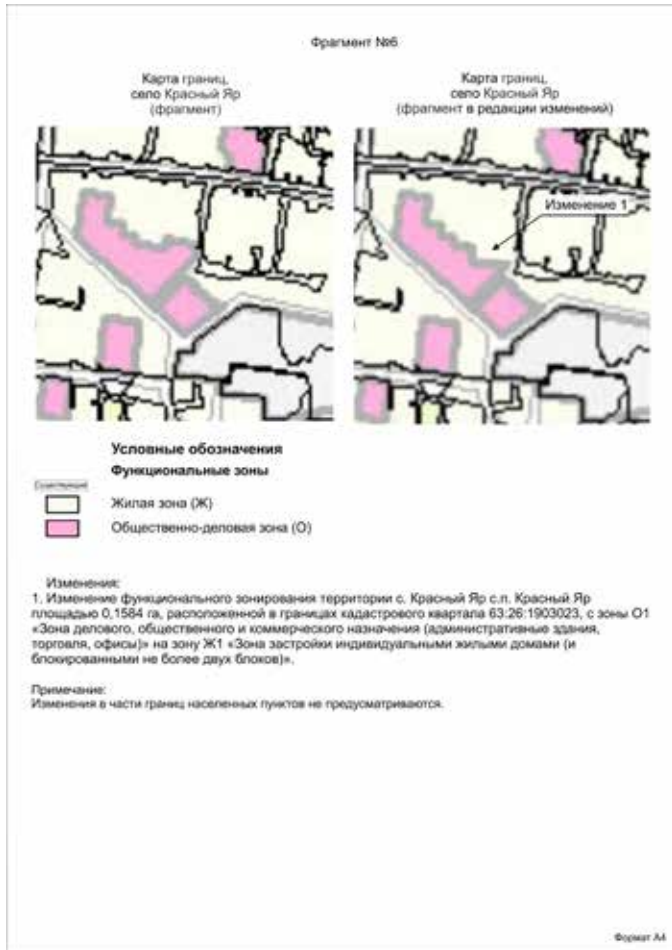 Фрагмент №6
Карта границ,
село Красный Яр
(фрагмент)
Карта границ,
село Красный Яр
(фрагмент в редакции изменений)
Изменение 1
Условные обозначения
Функциональные зоны
Существующие
Жилая зона (Ж)
Общественно-деловая зона (О)
Изменения:
1. Изменение функционального зонирования территории с. Красный Яр с.п. Красный Яр
площадью 0,1584 га, расположенной в границах кадастрового квартала 63:26:1903023, с зоны О1
«Зона делового, общественного и коммерческого назначения (административные здания,
торговля, офисы)» на зону Ж1 «Зона застройки индивидуальными жилыми домами (и
блокированными не более двух блоков)».
Примечание:
Изменения в части границ населенных пунктов не предусматриваются.
Формат А4